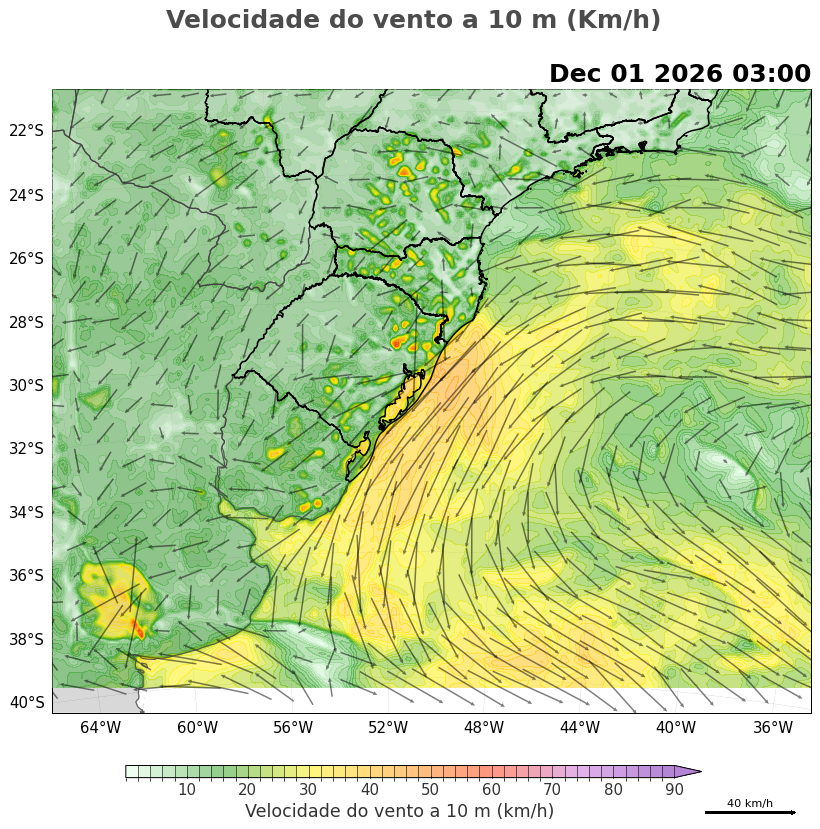 Velocidade do vento a 10 m (Km/h)
Dec 01 2026 03:00
22°S
24°S
26°S
28°S
30°S
32°S
34°S
36°S
38°S
40°S
64°W 60°W 56°W 52°W 48°W 44°W 40°W 36°W
10 20 30 40 50 60 70 80 90
Velocidade do vento a 10 m (km/h)
40 km/h